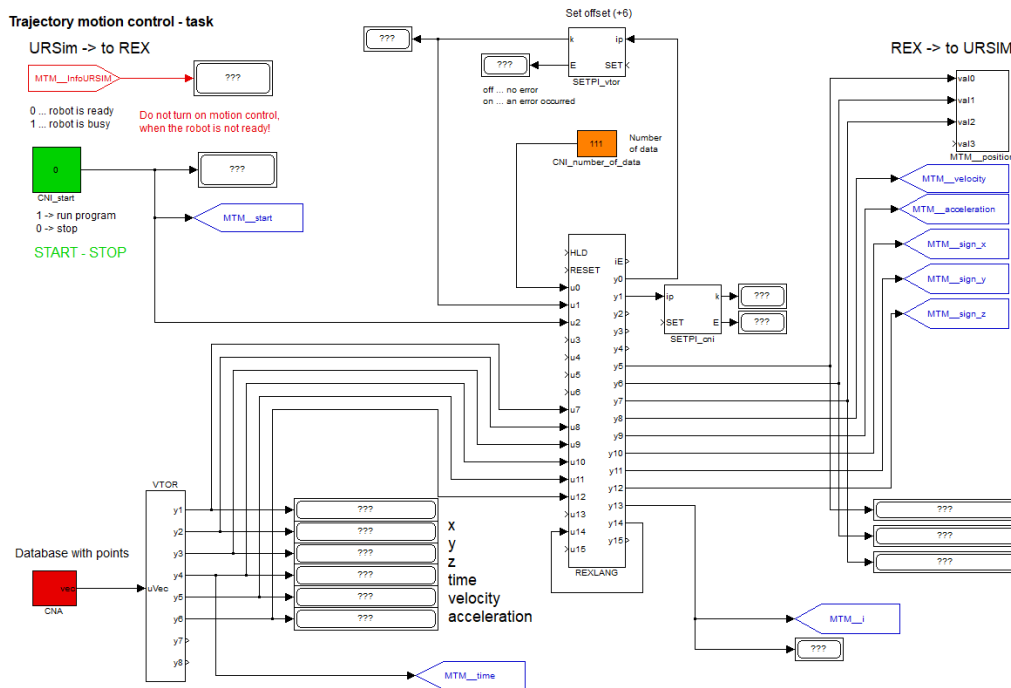 Trajectory motion control - task
URSim -> to REX
MTM__InfoURSIM
???
0 ... robot is ready
1 ... robot is busy
Do not turn on motion control,
when the robot is not ready!
0
CNI_start
???
1 -> run program
0 -> stop
MTM__start
START - STOP
Set offset (+6)
???
k
ip
???
E
SET
SETPI_vtor
off ... no error
on ... an error occurred
111
Number
of data
CNI_number_of_data
REX -> to URSIM
val0
val1
val2
val3
MTM__position
MTM__velocity
MTM__acceleration
MTM__sign_x
MTM__sign_y
MTM__sign_z
HLD
RESET
u0
u1
u2
u3
u4
u5
u6
u7
u8
u9
u10
u11
u12
u13
u14
u15
iE
y0
y1
y2
y3
y4
y5
y6
y7
y8
y9
y10
y11
y12
y13
y14
y15
REXLANG
ip
k
???
SET
E
???
SETPI_cni
VTOR
uVec
y1
y2
y3
y4
y5
y6
y7
y8
???
???
???
???
???
???
x
y
z
time
velocity
acceleration
Database with points
vec
CNA
MTM__time
???
???
???
MTM__i
???